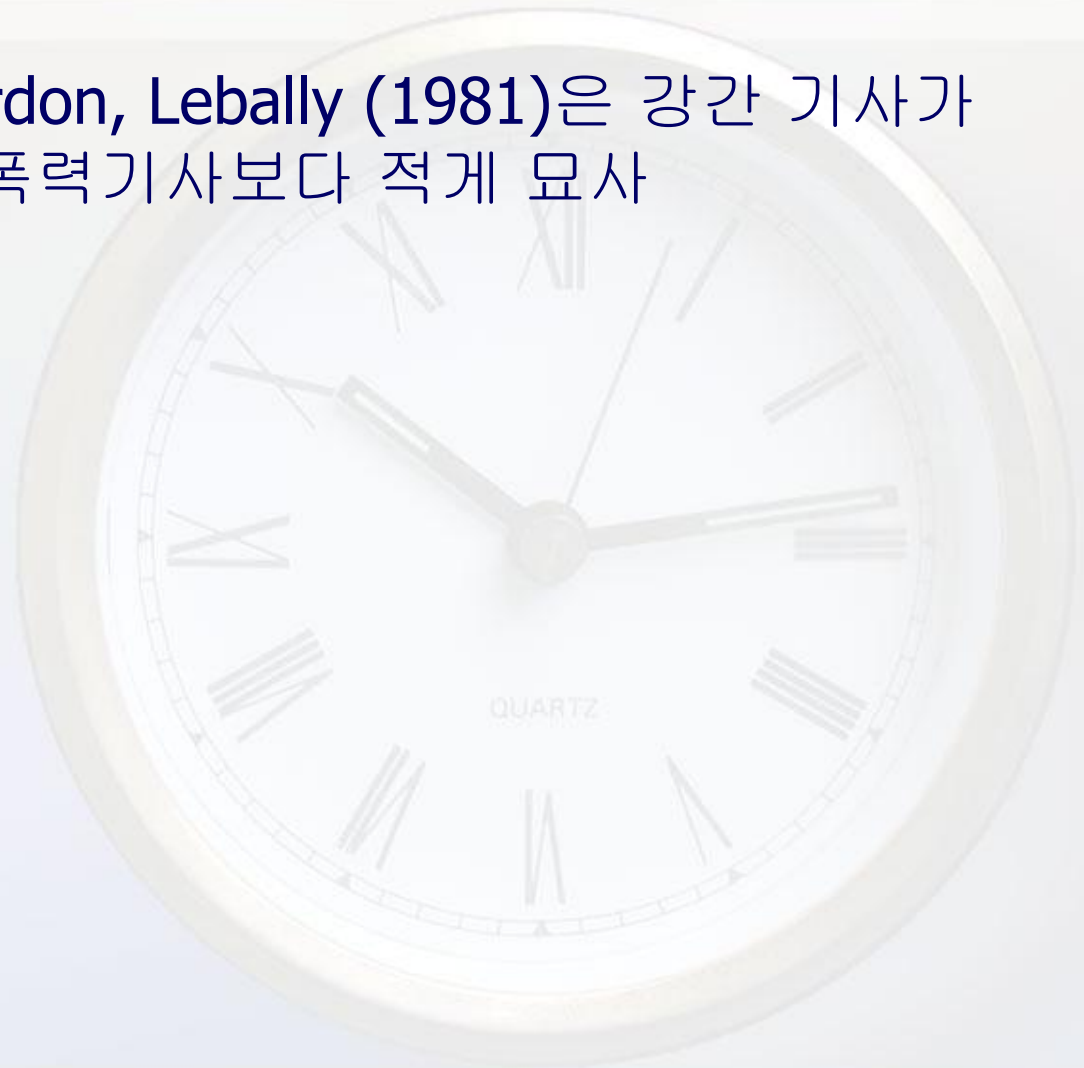 rdon, Lebally (1981)은 강간 기사가
폭력기사보다 적게 묘사
XII
QUARTZ